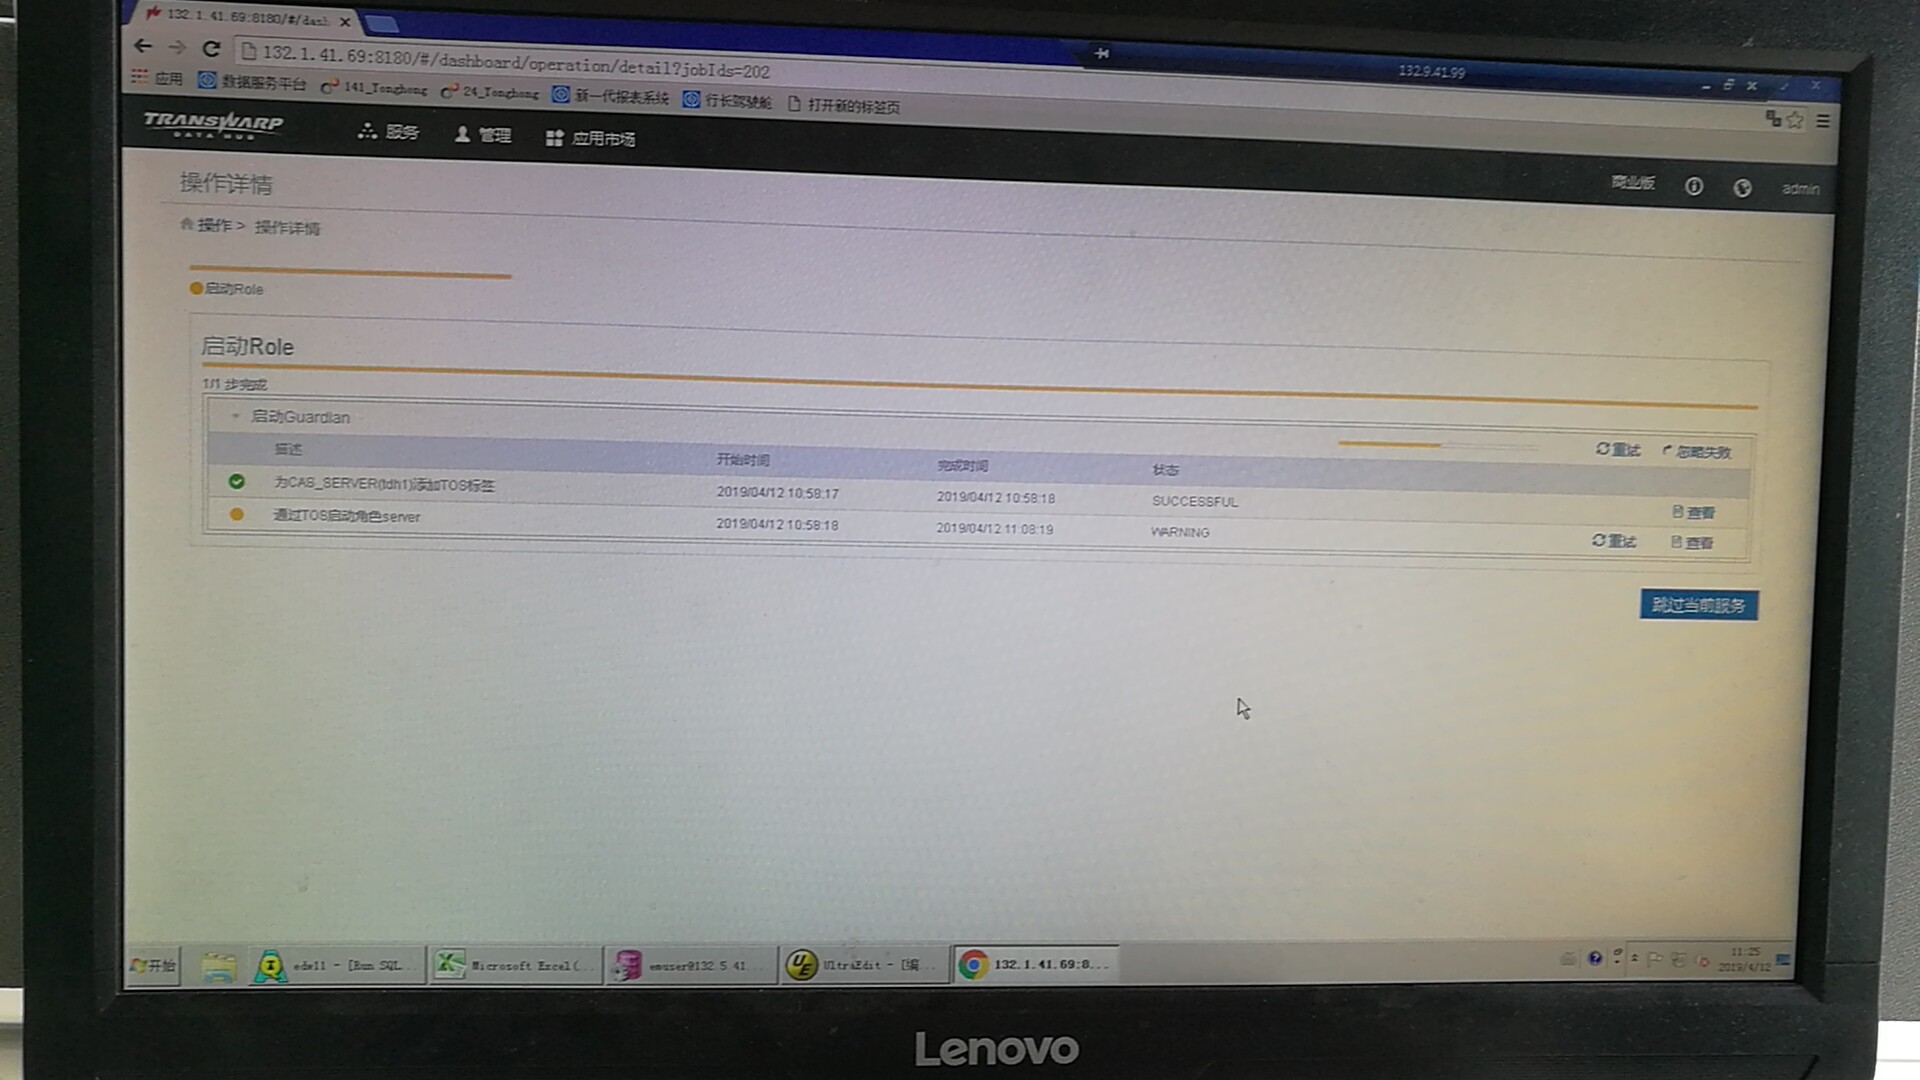 132.1.41.69:8180/#/dash
132.1.41.69:8180/#/dashboard/operation/detail?jobIds=202
132.9.41.99
应用 数据服务平台 141_Tonghong 24_Tonghong 新一代报表系统 行长驾驶舱 打开新的标签页
TRANSWARP
DATA HUB
服务 管理 应用市场
商业版 admin
操作详情
操作 > 操作详情
启动Role
启动Role
1/1 步完成
启动Guardian
重试 忽略失败
描述 开始时间 完成时间 状态
为CAS_SERVER(tdh1)添加TOS标签 2019/04/12 10:58:17 2019/04/12 10:58:18 SUCCESSFUL 查看
通过TOS启动角色server 2019/04/12 10:58:18 2019/04/12 11:08:19 WARNING 重试 查看
跳过当前服务
开始 edw11 - [Run SQL... Microsoft Excel(... emuser@132 5 41... UltraEdit - [编... 132.1.41.69:8...
11:25
2019/4/12
Lenovo